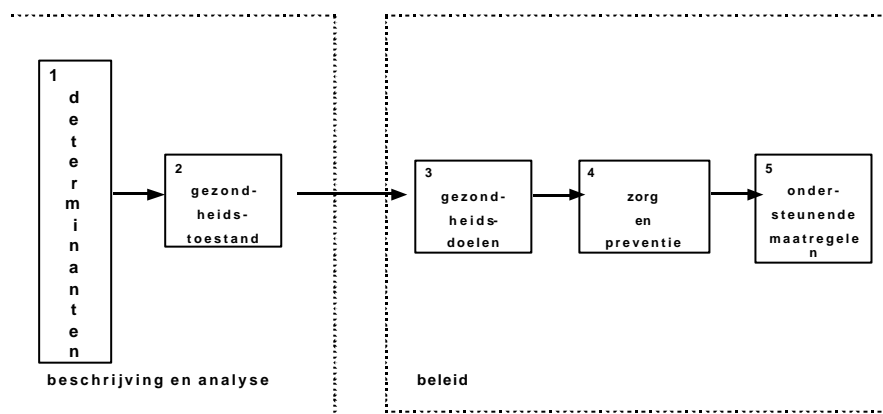 1
determinanten
2
gezond-
heids-
toestand
3
gezond-
heids-
doelen
4
zorg
en
preventie
5
onder-
steunende
maatregele
n
beschrijving en analyse
beleid